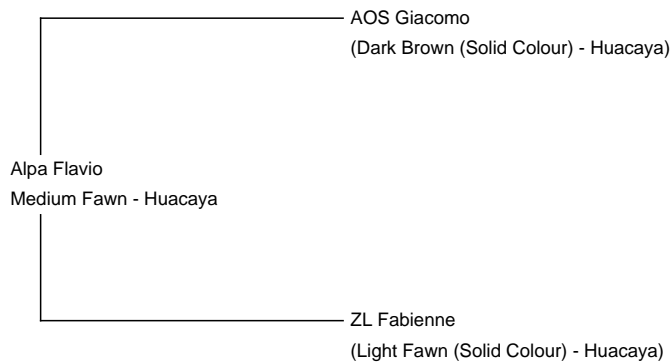 AOS Giacomo
(Dark Brown (Solid Colour) - Huacaya)
Alpa Flavio
Medium Fawn - Huacaya
ZL Fabienne
(Light Fawn (Solid Colour) - Huacaya)